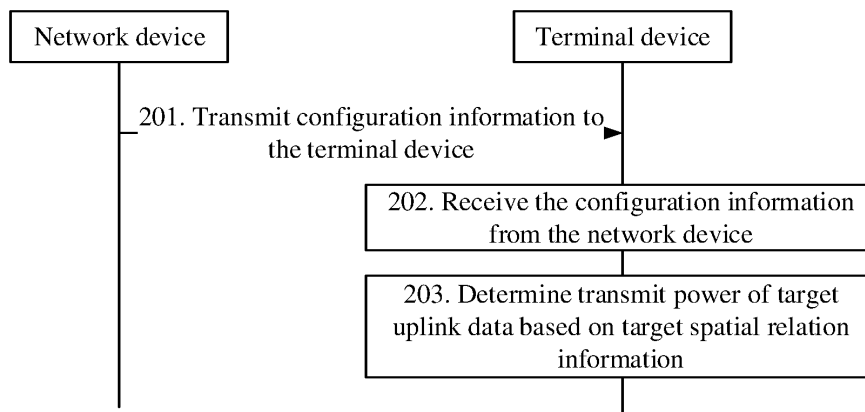 Network device
Terminal device
201. Transmit configuration information to
the terminal device
202. Receive the configuration information
from the network device
203. Determine transmit power of target
uplink data based on target spatial relation
information